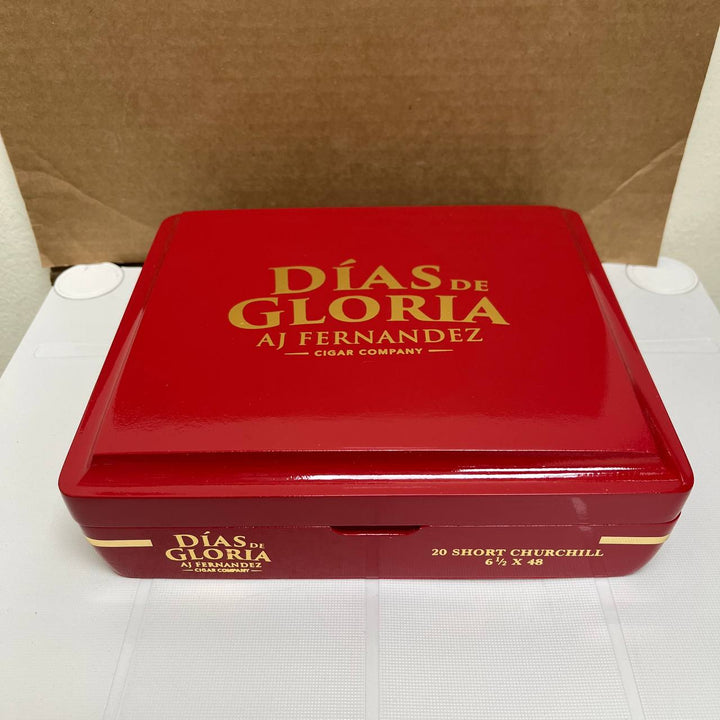 DÍAS DE
GLORIA
AJ FERNANDEZ
CIGAR COMPANY
DÍAS DE
GLORIA
AJ FERNANDEZ
CIGAR COMPANY
20 SHORT CHURCHILL
6 ½ X 48